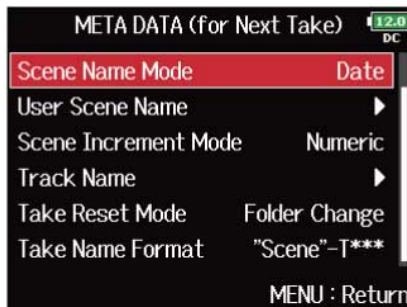 META DATA (for Next Take) 12.0
DC
Scene Name Mode Date
User Scene Name
Scene Increment Mode Numeric
Track Name
Take Reset Mode Folder Change
Take Name Format "Scene"-T***
MENU : Return